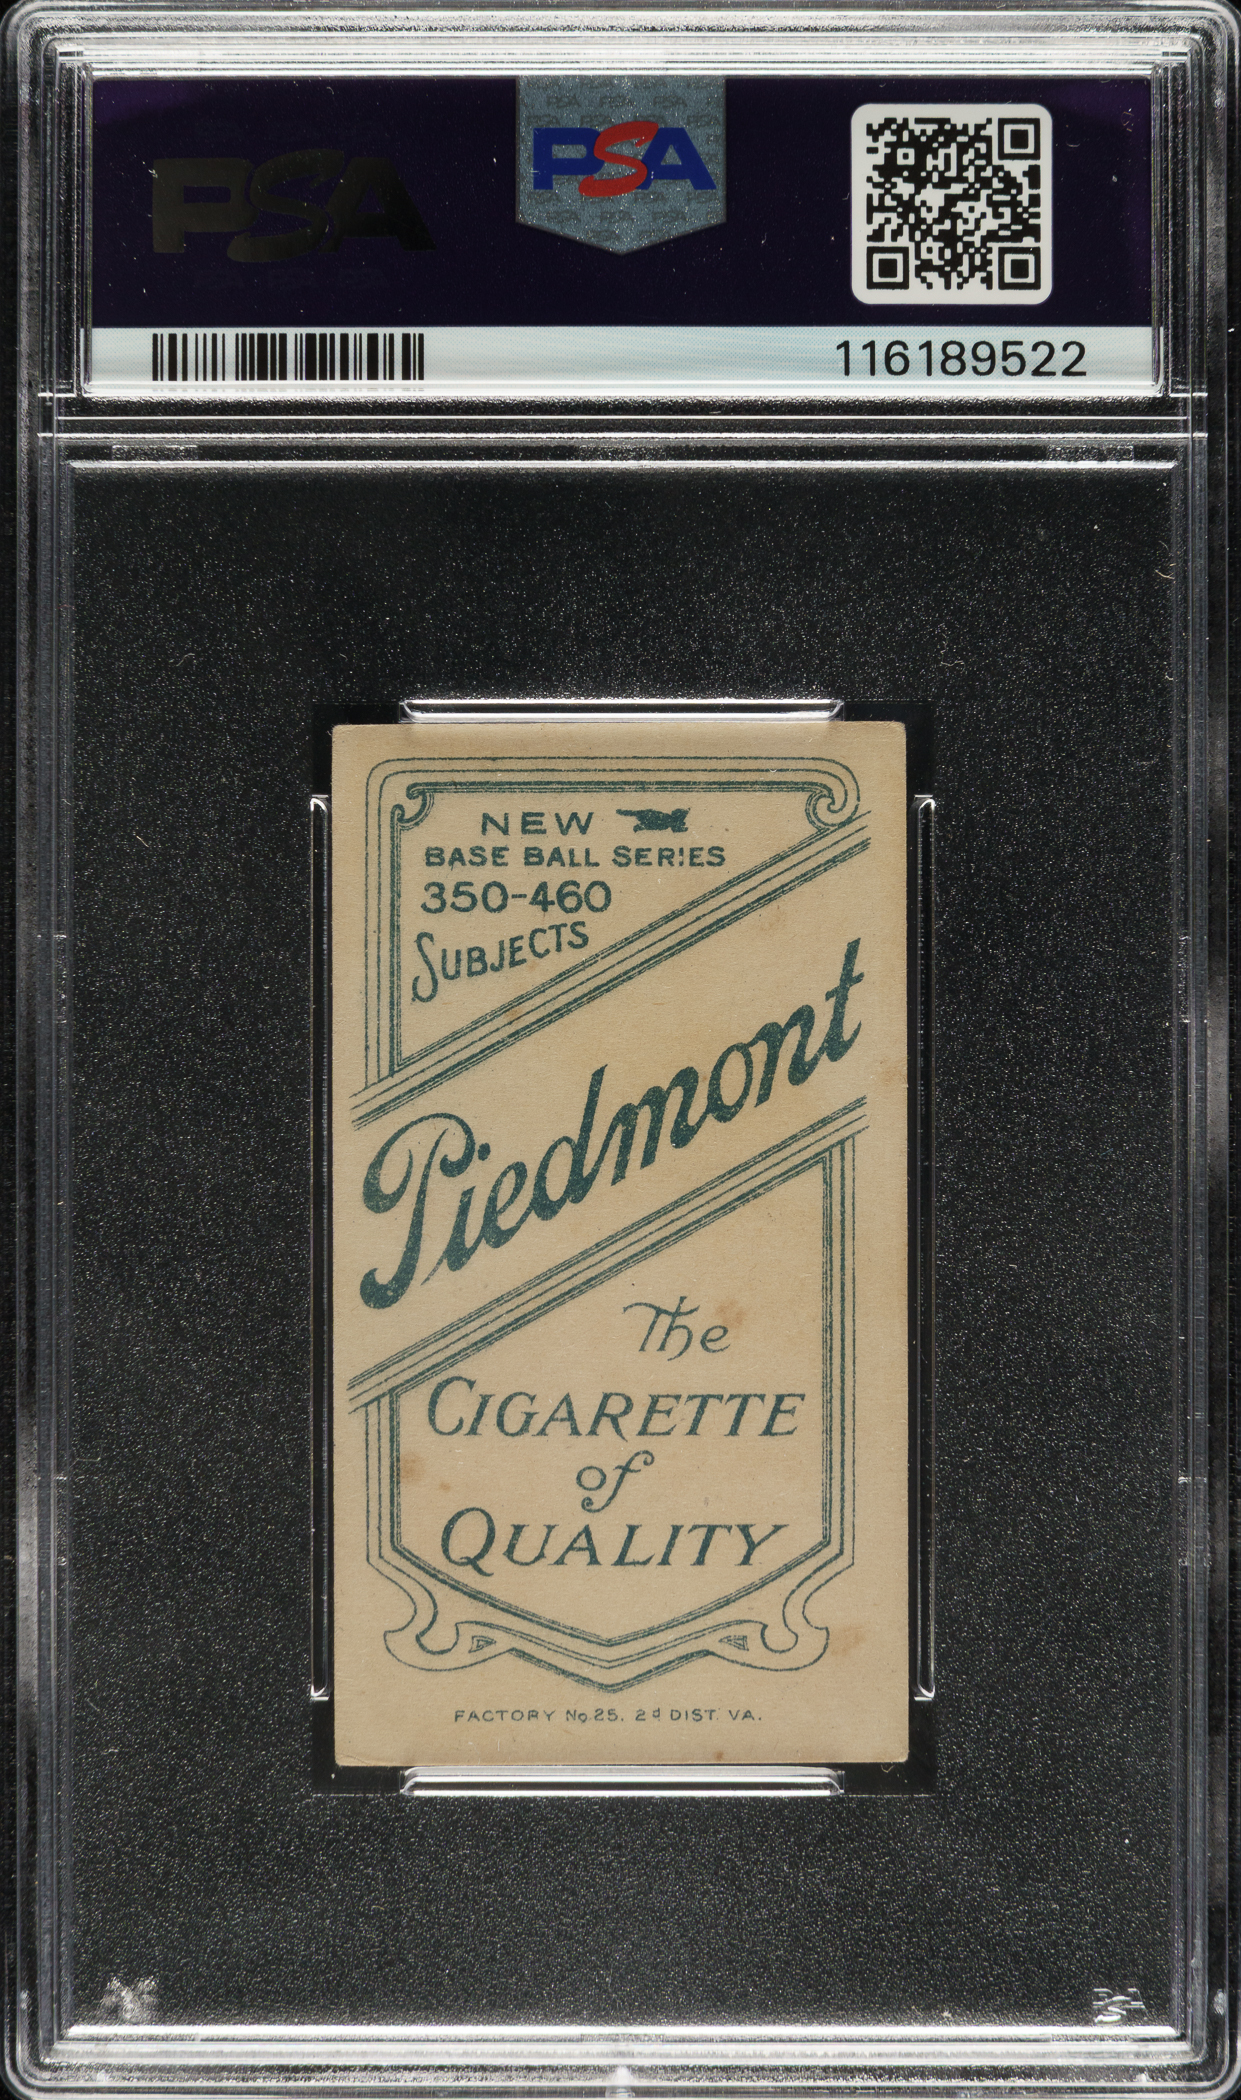 PSA
PSA
116189522
NEW
BASE BALL SERIES
350-460
SUBJECTS
Piedmont
The
CIGARETTE
of
QUALITY
FACTORY No 25. 2d DIST. VA.